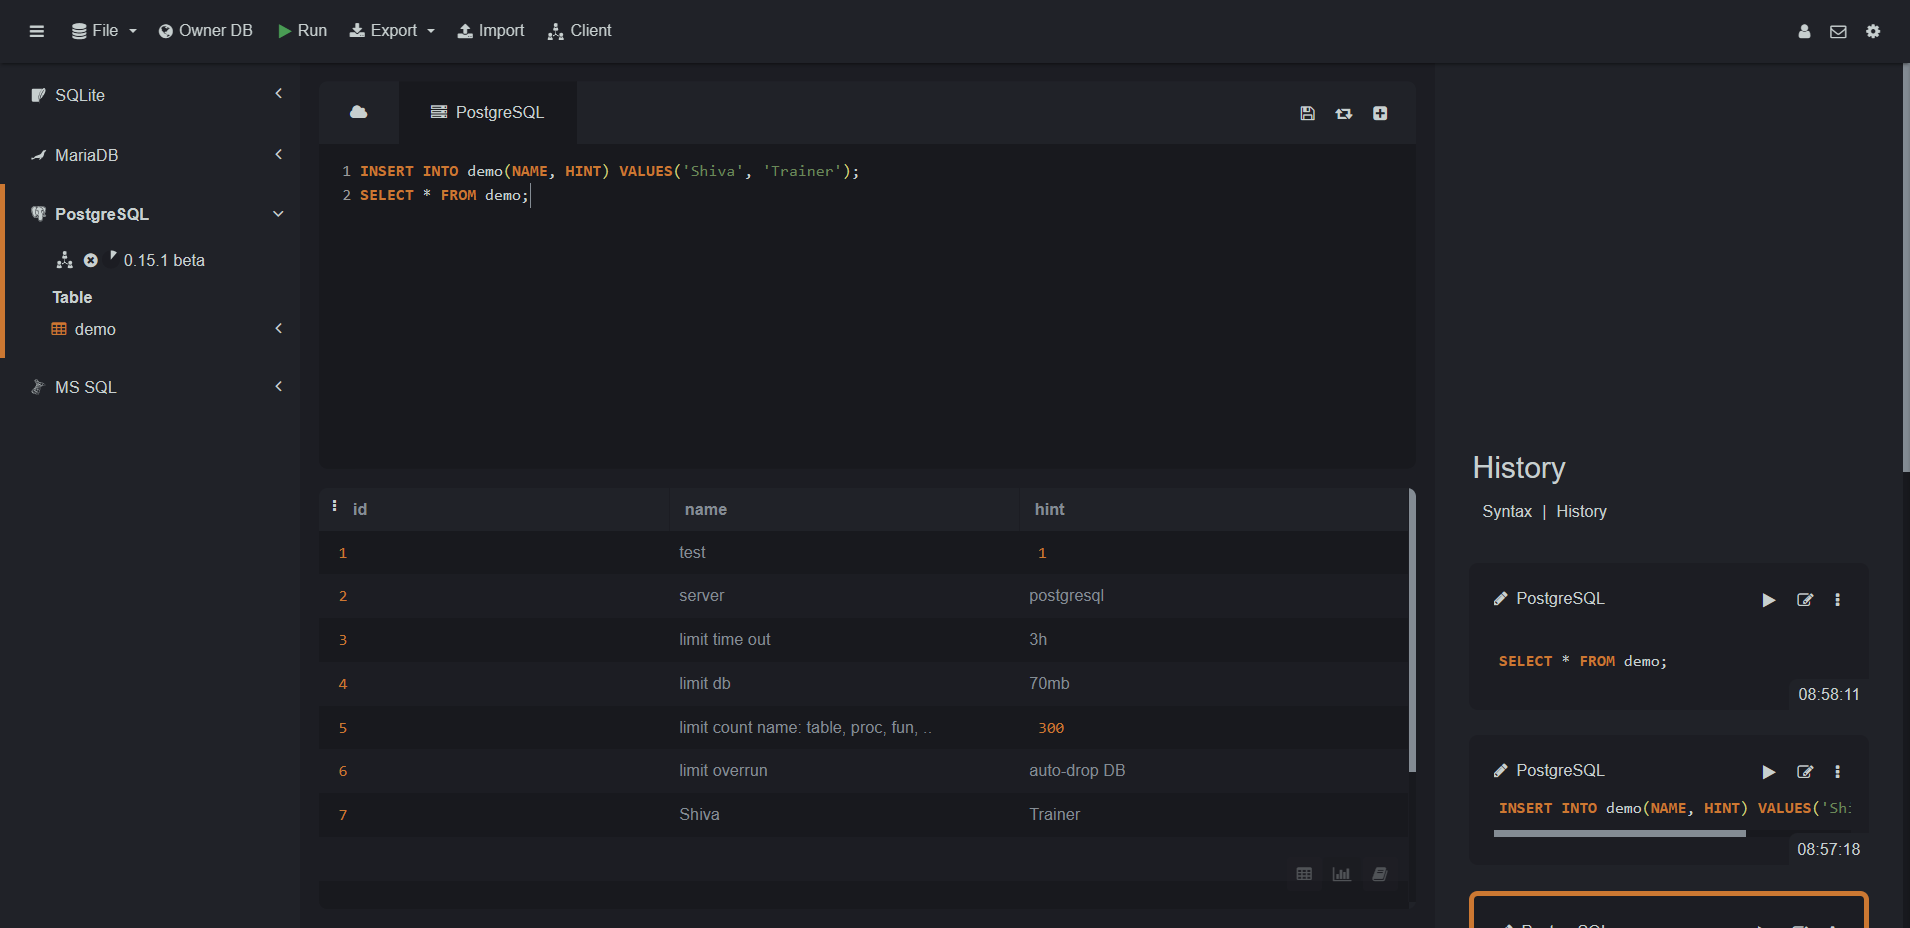 File Owner DB Run Export Import Client
SQLite
MariaDB
PostgreSQL
0.15.1 beta
Table
demo
MS SQL
PostgreSQL
1 INSERT INTO demo(NAME, HINT) VALUES('Shiva', 'Trainer');
2 SELECT * FROM demo;
id name hint
1 test 1
2 server postgresql
3 limit time out 3h
4 limit db 70mb
5 limit count name: table, proc, fun, ..
300
6 limit overrun auto-drop DB
7 Shiva Trainer
History
Syntax | History
PostgreSQL
SELECT * FROM demo;
08:58:11
PostgreSQL
INSERT INTO demo(NAME, HINT) VALUES('Shi
08:57:18